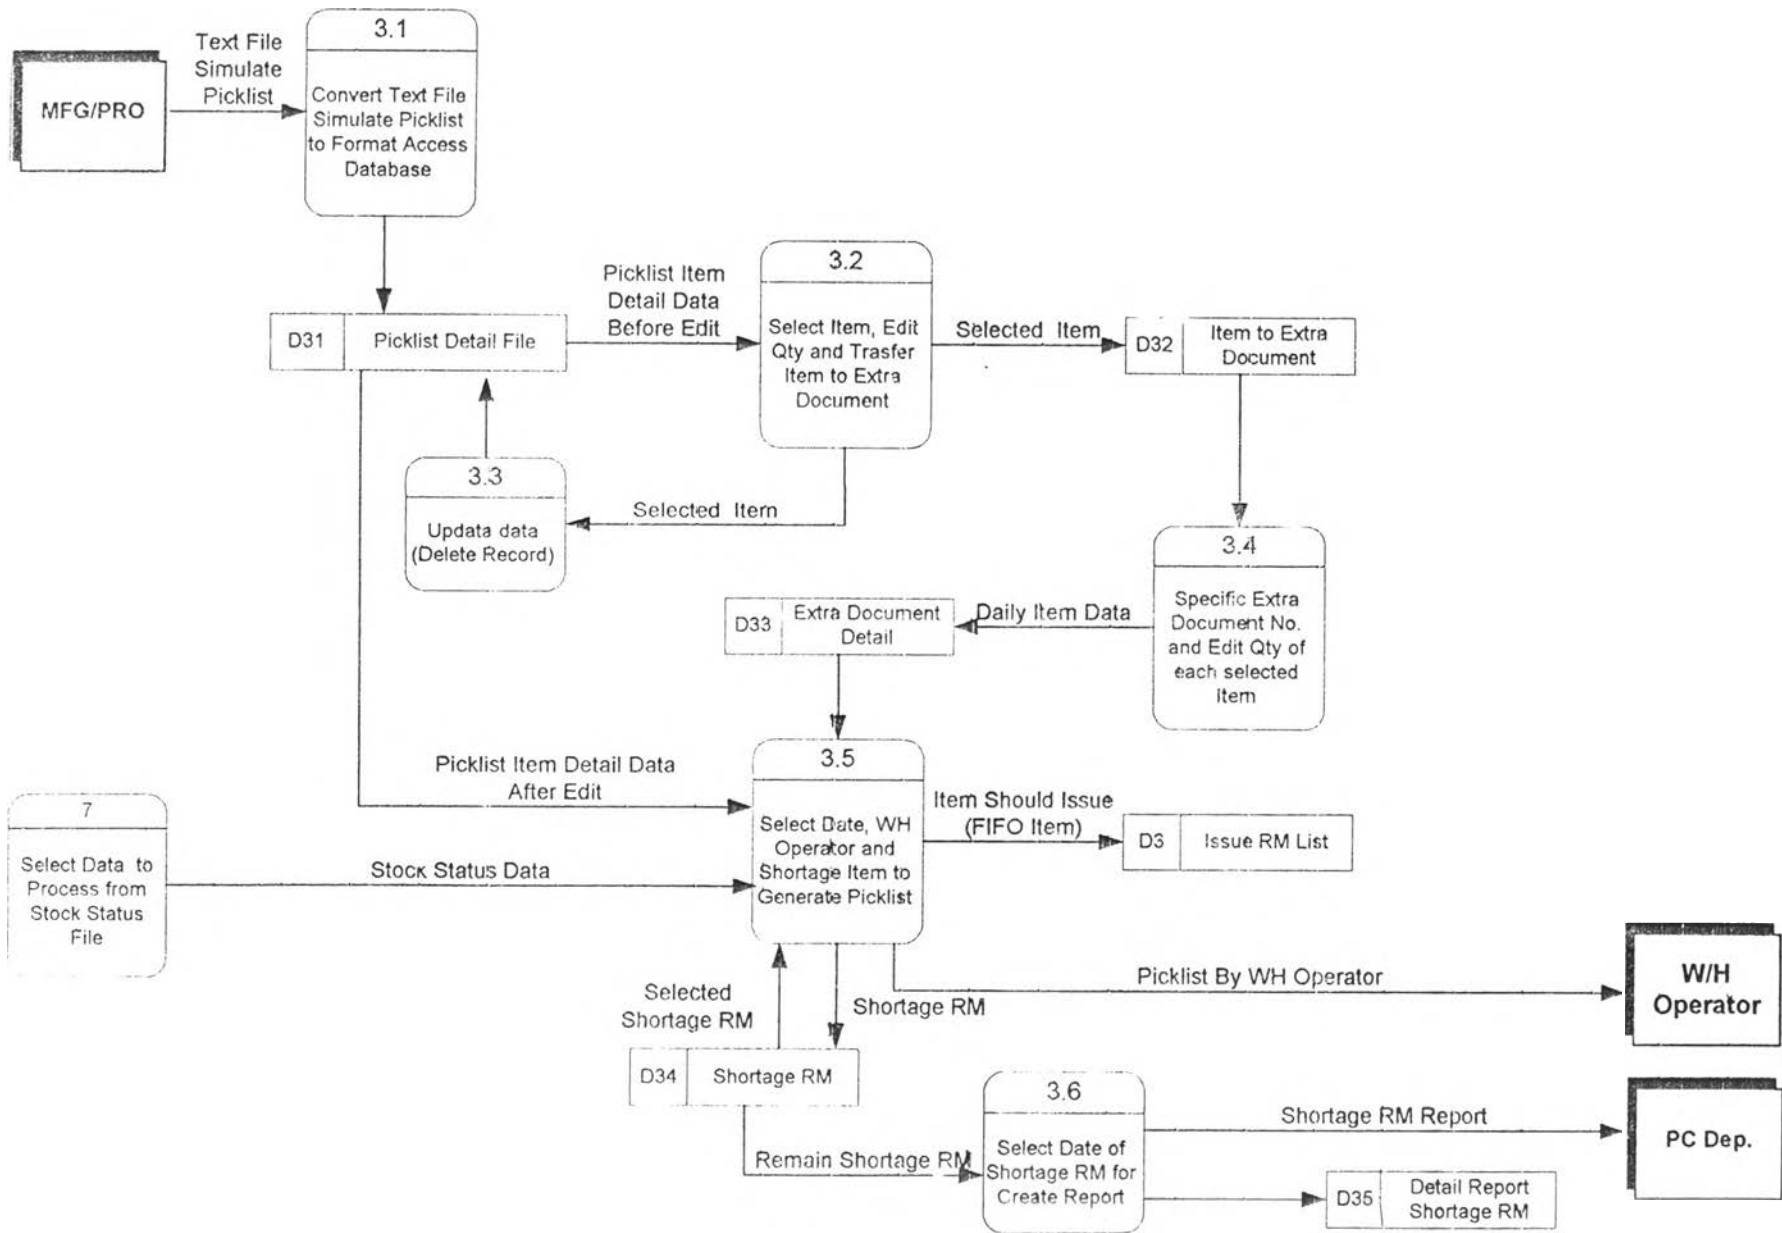 3.1
Text File
Simulate
Picklist
MFG/PRO
Convert Text File
Simulate Picklist
to Format Access
Database
3.2
Picklist Item
Detail Data
Before Edit
D31
Picklist Detail File
Select Item, Edit
Qty and Trasfer
Item to Extra
Document
Selected Item
D32
Item to Extra
Document
3.3
Updata data
(Delete Record)
Selected Item
3.4
Specific Extra
Document No.
and Edit Qty of
each selected
Item
D33
Extra Document
Detail
Daily Item Data
3.5
Picklist Item Detail Data
After Edit
Select Date, WH
Operator and
Shortage Item to
Generate Picklist
Item Should Issue
(FIFO Item)
D3
Issue RM List
7
Select Data to
Process from
Stock Status
File
Stock Status Data
Picklist By WH Operator
W/H
Operator
Selected
Shortage RM
Shortage RM
D34
Shortage RM
3.6
Select Date of
Shortage RM for
Create Report
Remain Shortage RM
Shortage RM Report
PC Dep.
D35
Detail Report
Shortage RM